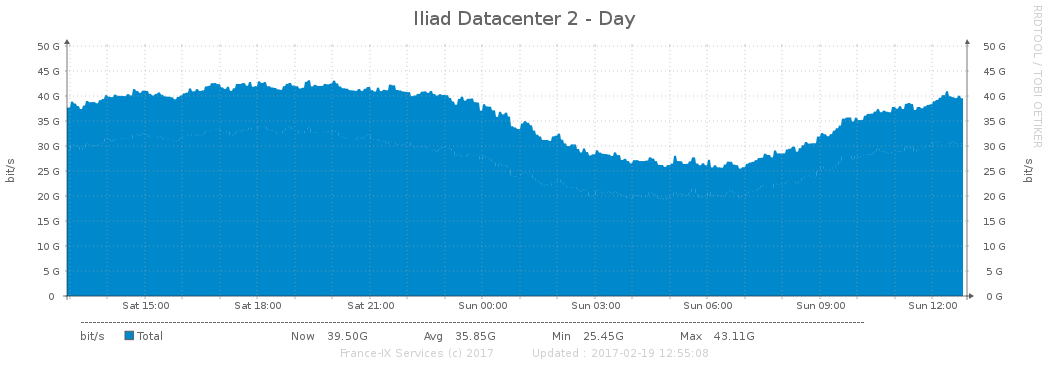 Iliad Datacenter 2 - Day
RRDTOOL / TOBI OETIKER
50 G 50 G
45 G 45 G
40 G 40 G
35 G 35 G
30 G 30 G
25 G 25 G
20 G 20 G
15 G 15 G
10 G 10 G
5 G 5 G
0 0 G
bit/s bit/s
Sat 15:00 Sat 18:00 Sat 21:00 Sun 00:00 Sun 03:00 Sun 06:00 Sun 09:00 Sun 12:00
bit/s Total Now 39.50G Avg 35.85G Min 25.45G Max 43.11G
France-IX Services (c) 2017 Updated : 2017-02-19 12:55:08